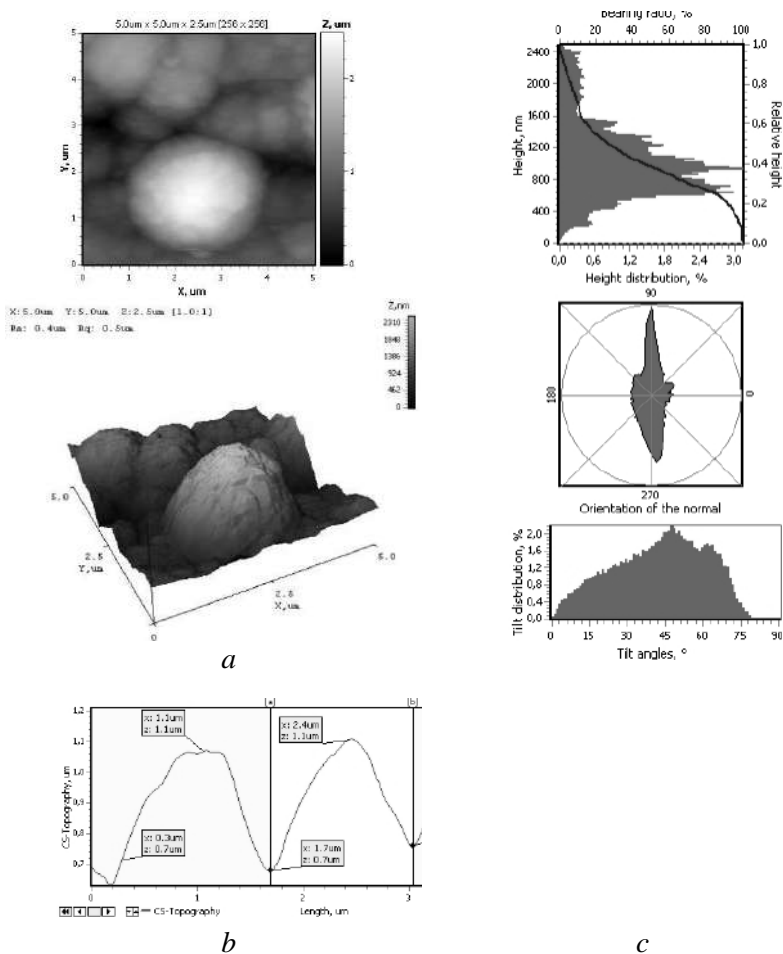 5.0um x 5.0um x 2.5um [256 x 256]
Z, um
5
4
3
2
1
0
Y, um
0 1 2 3 4 5
X, um
2
1
0
X:5.0um Y:5.0um Z:2.5um [1.0:1]
Ra: 0.4um Rq: 0.5um
Z,nm
2310
1848
1386
924
462
0
5.0
2.5
Y,um
0
2.5
X,um
5.0
a
[a] [b]
1,2
1,1
1,0
0,9
0,8
0,7
CS-Topography, um
x: 1.1um
z: 1.1um
x: 0.3um
z: 0.7um
x: 2.4um
z: 1.1um
x: 1.7um
z: 0.7um
0 1 2 3
CS-Topography
Length, um
b
Bearing ratio, %
0 20 40 60 80 100
2400
2000
1600
1200
800
400
0
Height, nm
1,0
0,8
0,6
0,4
0,2
0,0
Relative height
0,0 0,6 1,2 1,8 2,4 3,0
Height distribution, %
90
180
0
270
Orientation of the normal
2,0
1,6
1,2
0,8
0,4
0,0
Tilt distribution, %
0 15 30 45 60 75 90
Tilt angles, °
c